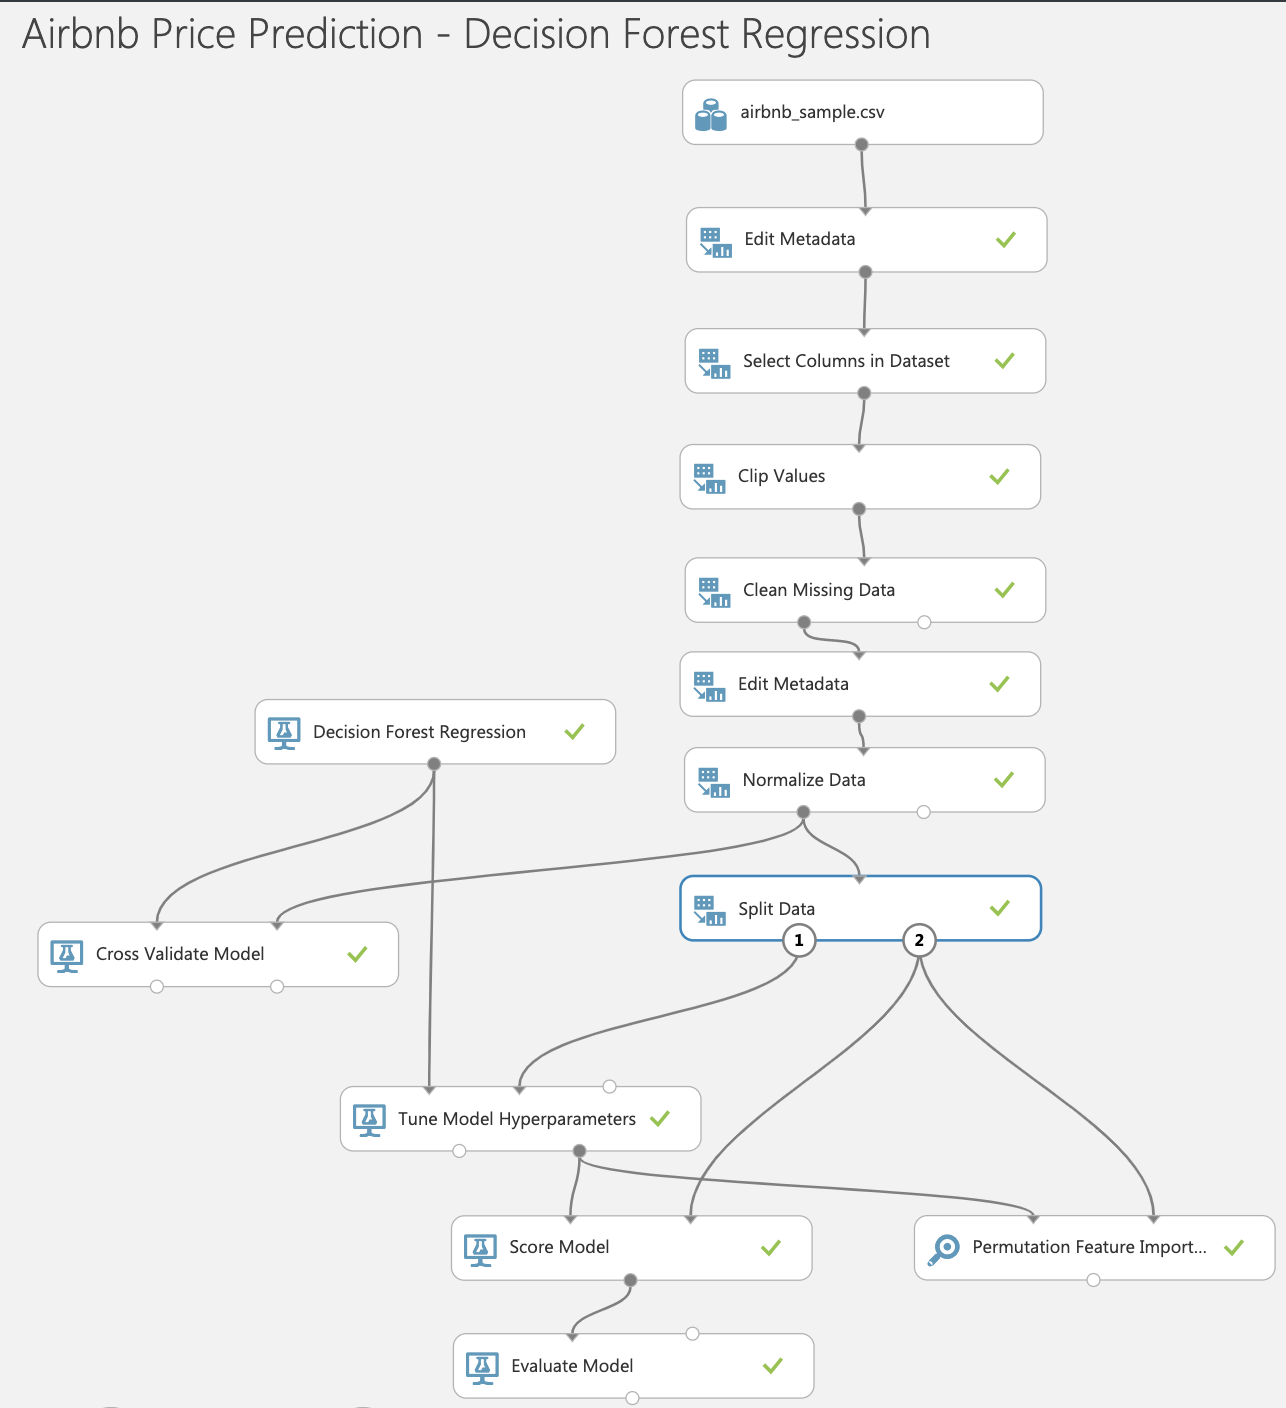 Airbnb Price Prediction - Decision Forest Regression
airbnb_sample.csv
Edit Metadata
Select Columns in Dataset
Clip Values
Clean Missing Data
Edit Metadata
Decision Forest Regression
Normalize Data
Split Data
1
2
Cross Validate Model
Tune Model Hyperparameters
Score Model
Permutation Feature Import...
Evaluate Model